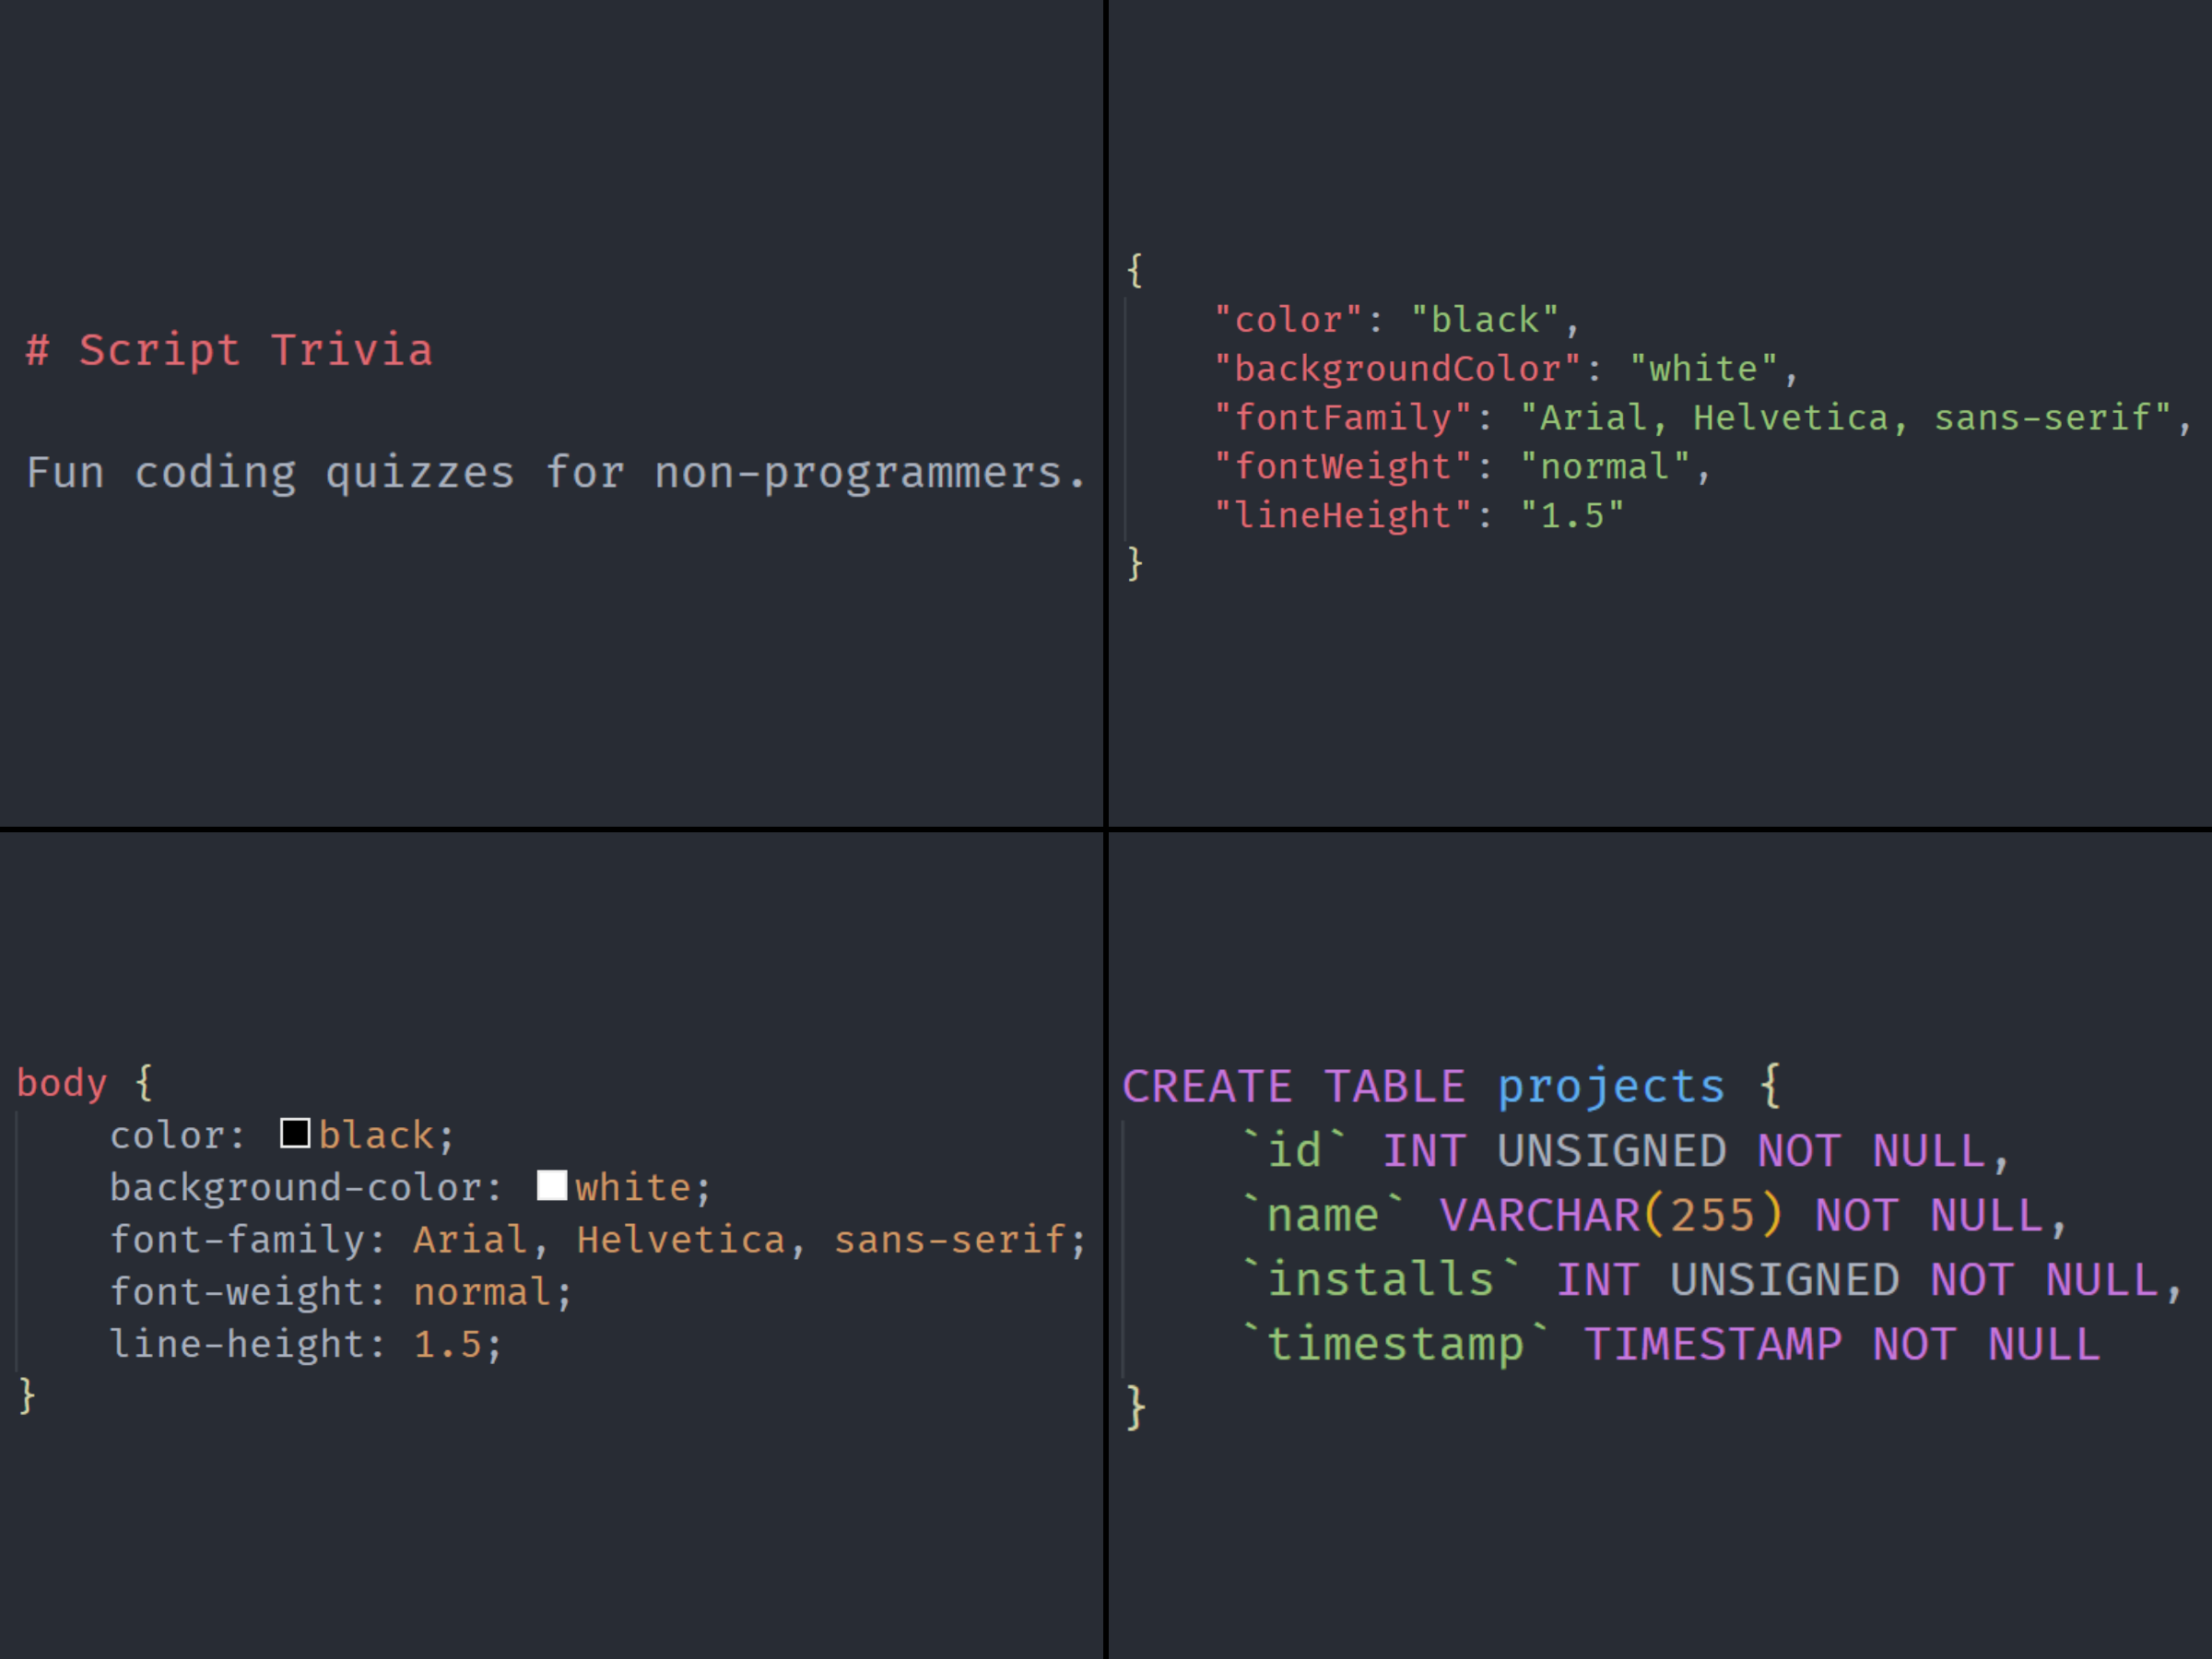 # Script Trivia
Fun coding quizzes for non-programmers.
{
"color": "black",
"backgroundColor": "white",
"fontFamily": "Arial, Helvetica, sans-serif",
"fontWeight": "normal",
"lineHeight": "1.5"
}
body {
color: black;
background-color: white;
font-family: Arial, Helvetica, sans-serif;
font-weight: normal;
line-height: 1.5;
}
CREATE TABLE projects {
`id` INT UNSIGNED NOT NULL,
`name` VARCHAR(255) NOT NULL,
`installs` INT UNSIGNED NOT NULL,
`timestamp` TIMESTAMP NOT NULL
}